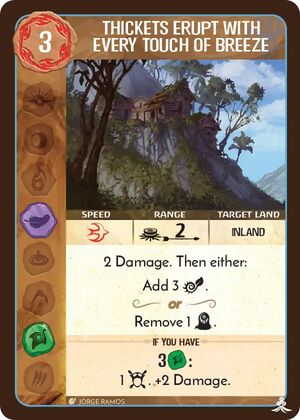 3
THICKETS ERUPT WITH
EVERY TOUCH OF BREEZE
SPEED RANGE TARGET LAND
2 INLAND
2 Damage. Then either:
Add 3 .
or
Remove 1 .
IF YOU HAVE
3 :
1 . +2 Damage.
JORGE RAMOS